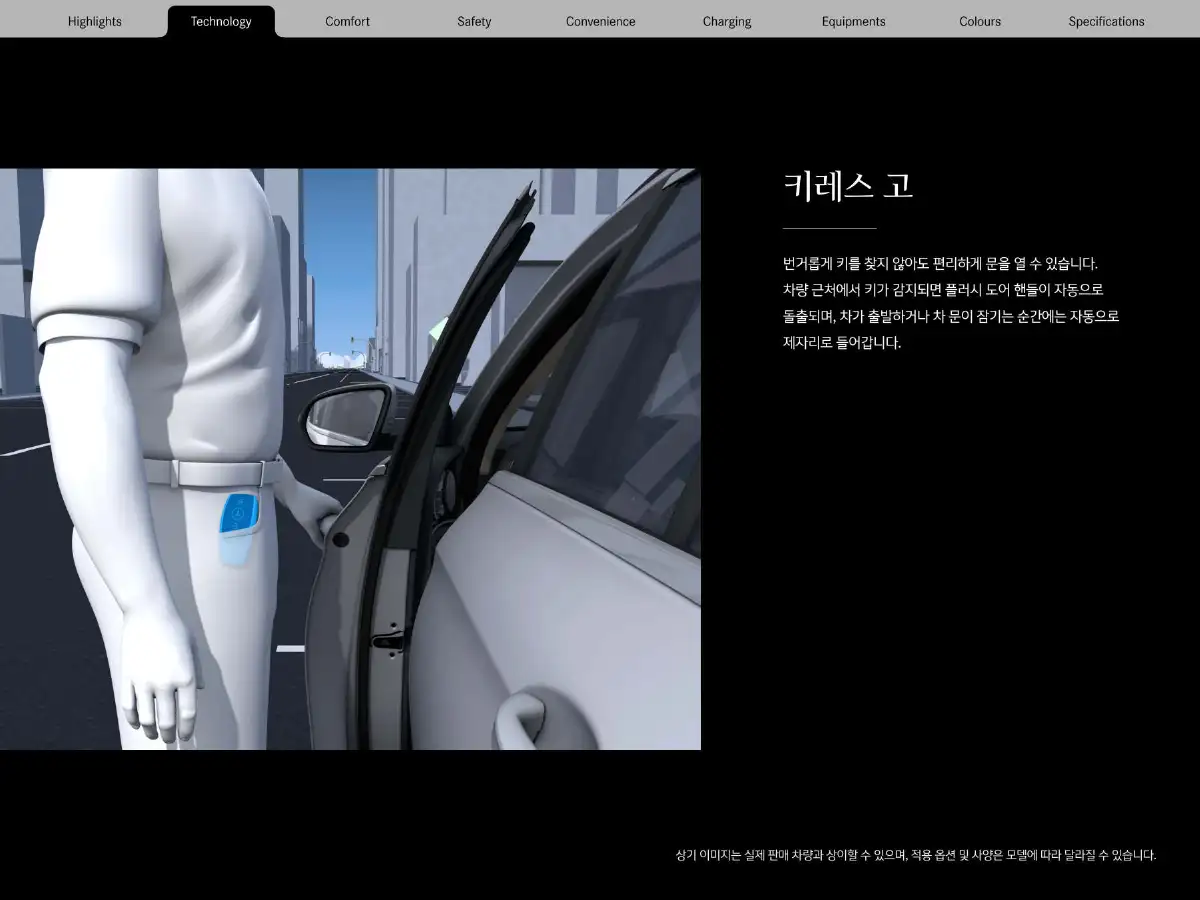 Highlights
Technology
Comfort
Safety
Convenience
Charging
Equipments
Colours
Specifications
키레스 고
번거롭게 키를 찾지 않아도 편리하게 문을 열 수 있습니다.
차량 근처에서 키가 감지되면 플러시 도어 핸들이 자동으로
돌출되며, 차가 출발하거나 차 문이 잠기는 순간에는 자동으로
제자리로 들어갑니다.
상기 이미지는 실제 판매 차량과 상이할 수 있으며, 적용 옵션 및 사양은 모델에 따라 달라질 수 있습니다.